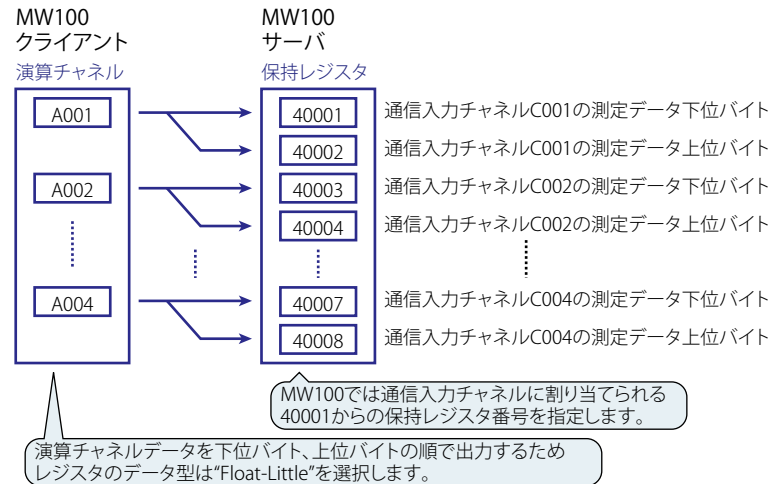 MW100
クライアント
MW100
サーバ
演算チャネル
保持レジスタ
A001
40001
通信入力チャネルC001の測定データ下位バイト
40002
通信入力チャネルC001の測定データ上位バイト
A002
40003
通信入力チャネルC002の測定データ下位バイト
40004
通信入力チャネルC002の測定データ上位バイト
A004
40007
通信入力チャネルC004の測定データ下位バイト
40008
通信入力チャネルC004の測定データ上位バイト
MW100では通信入力チャネルに割り当てられる
40001からの保持レジスタ番号を指定します。
演算チャネルデータを下位バイト、上位バイトの順で出力するため
レジスタのデータ型は“Float-Little”を選択します。